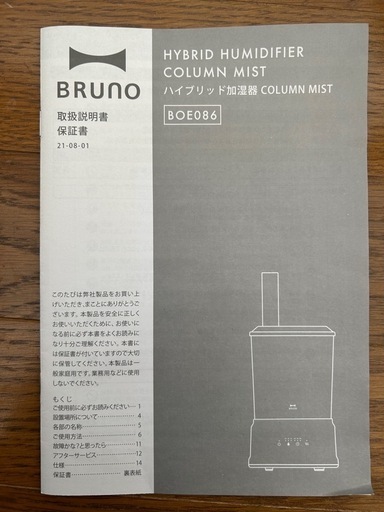 BRUNO
取扱説明書
保証書
21-08-01
HYBRID HUMIDIFIER
COLUMN MIST
ハイブリッド加湿器 COLUMN MIST
BOE086
このたびは弊社製品をお買い上
げいただき、まことにありがとうご
ざいます。本製品を安全に正しく
お使いいただくために、お使いに
なる前に必ず本書をよくお読みに
なり十分ご理解ください。本書に
は保証書が付いていますので大切
に保管してください。本製品は一
般家庭用です。業務用などに使用
しないでください。
もくじ
ご使用前に必ずお読みください…1
設置場所について…………4
各部の名称…………5
ご使用方法…………6
故障かな?と思ったら…………11
アフターサービス…………12
仕様…………14
保証書…………裏表紙
BRUNO